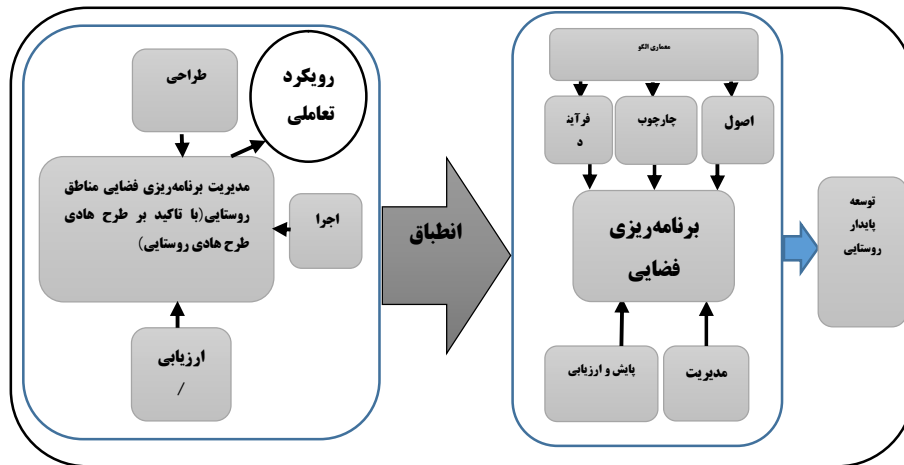 معماری الگو
اصول
چارچوب
فرآین
د
برنامه‌ریزی
فضایی
مدیریت
پایش و ارزیابی
توسعه
پایدار
روستایی
انطباق
رویکرد
تعاملی
طراحی
مدیریت برنامه‌ریزی فضایی مناطق
روستایی(با تاکید بر طرح هادی
طرح هادی روستایی)
اجرا
ارزیابی
/